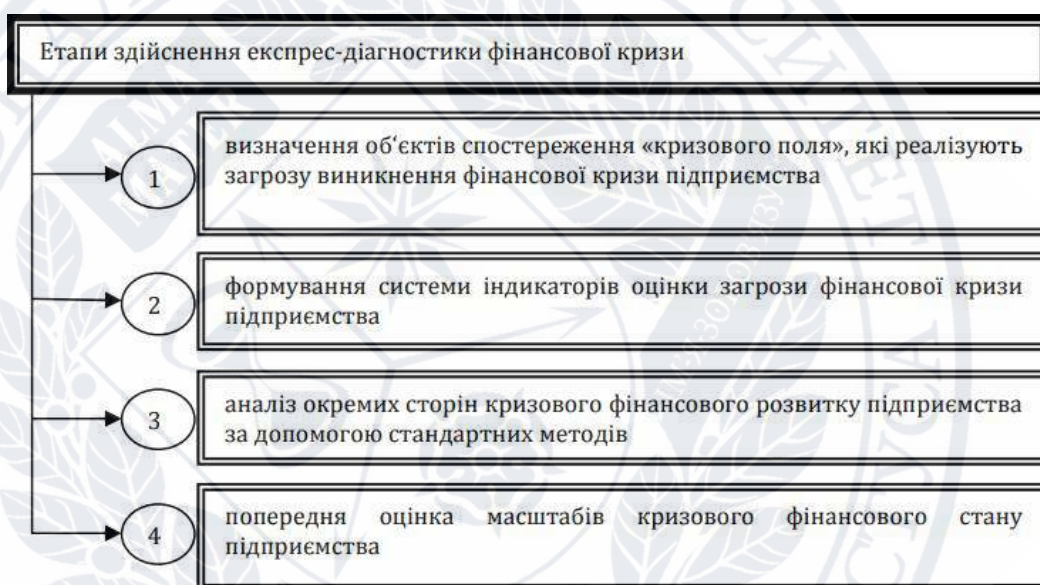 Етапи здійснення експрес-діагностики фінансової кризи
1
визначення об‘єктів спостереження «кризового поля», які реалізують
загрозу виникнення фінансової кризи підприємства
2
формування системи індикаторів оцінки загрози фінансової кризи
підприємства
3
аналіз окремих сторін кризового фінансового розвитку підприємства
за допомогою стандартних методів
4
попередня оцінка масштабів кризового фінансового стану
підприємства
ALMA
MATER